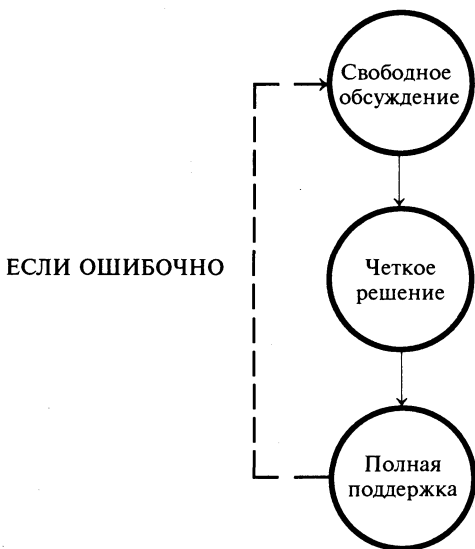 Свободное
обсуждение
ЕСЛИ ОШИБОЧНО
Четкое
решение
Полная
поддержка